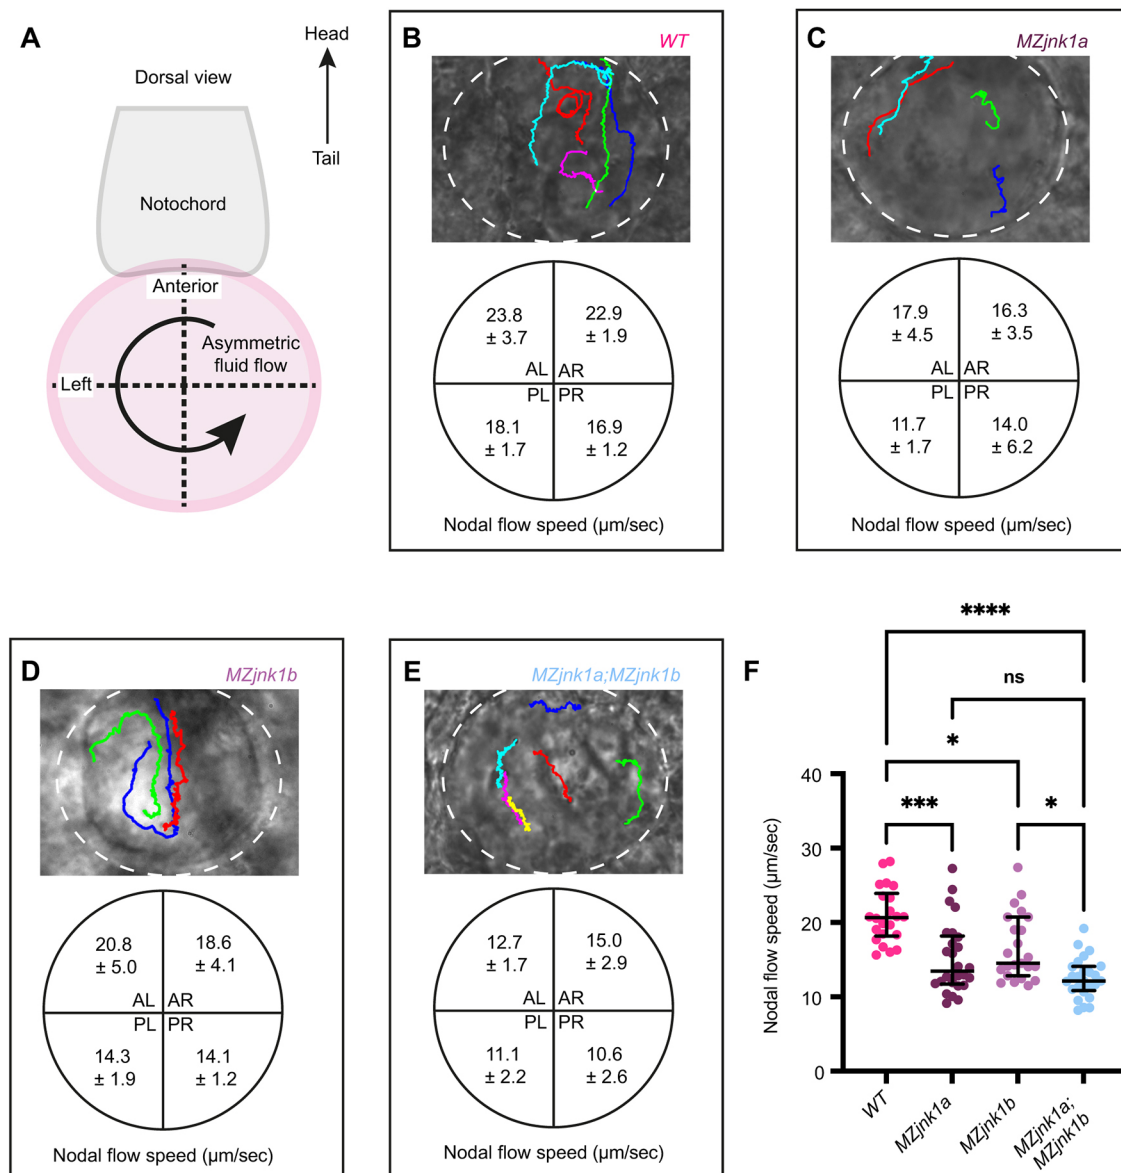 A
Dorsal view
Head
Tail
Notochord
Anterior
Asymmetric
fluid flow
Left
B
WT
23.8
± 3.7
22.9
± 1.9
AL
AR
PL
PR
18.1
± 1.7
16.9
± 1.2
Nodal flow speed (µm/sec)
C
MZjnk1a
17.9
± 4.5
16.3
± 3.5
AL
AR
PL
PR
11.7
± 1.7
14.0
± 6.2
Nodal flow speed (µm/sec)
D
MZjnk1b
20.8
± 5.0
18.6
± 4.1
AL
AR
PL
PR
14.3
± 1.9
14.1
± 1.2
Nodal flow speed (µm/sec)
E
MZjnk1a;MZjnk1b
12.7
± 1.7
15.0
± 2.9
AL
AR
PL
PR
11.1
± 2.2
10.6
± 2.6
Nodal flow speed (µm/sec)
F
****
ns
*
***
*
Nodal flow speed (µm/sec)
40
30
20
10
0
WT
MZjnk1a
MZjnk1b
MZjnk1a;
MZjnk1b